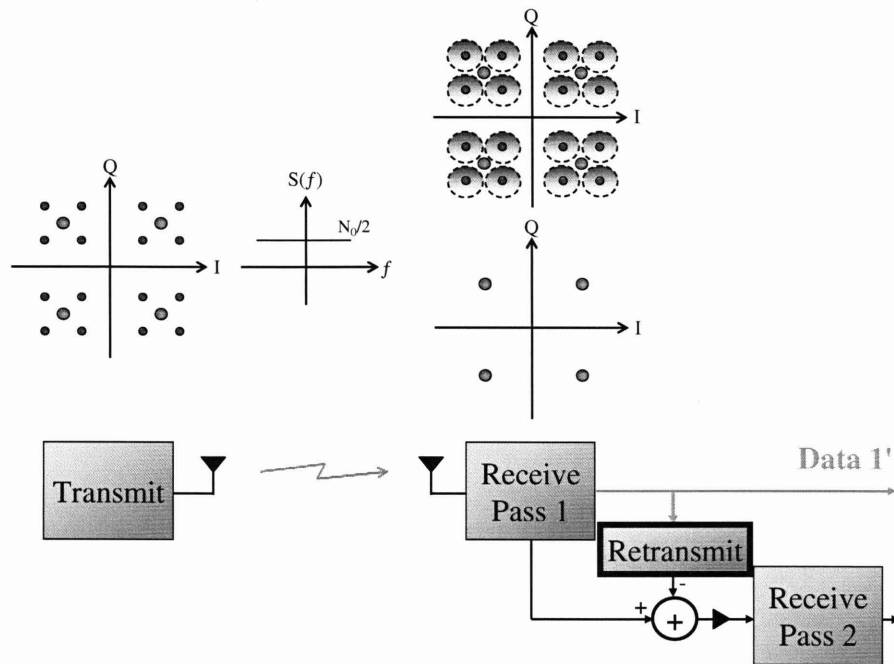 Q
I
Q
S(f)
N₀/2
I
f
Q
I
Transmit
Receive
Pass 1
Data 1'
Retransmit
-
+
+
Receive
Pass 2